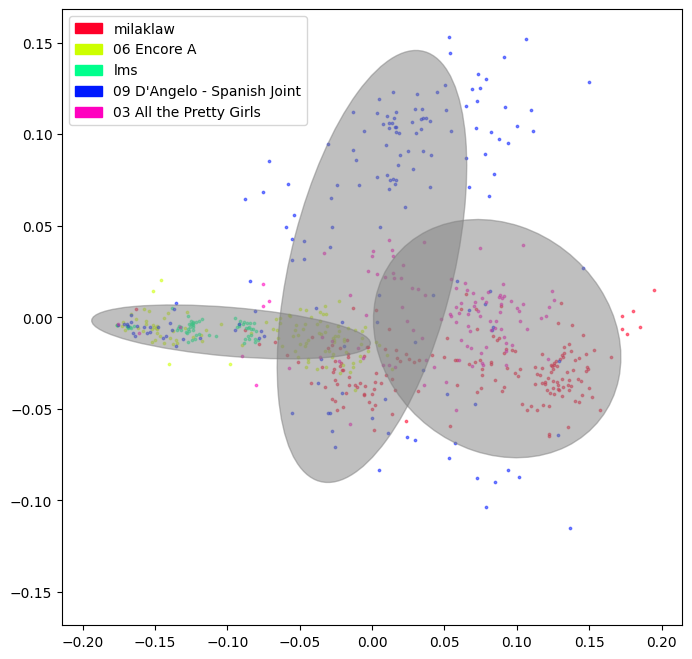 milaklaw
06 Encore A
lms
09 D'Angelo - Spanish Joint
03 All the Pretty Girls
0.15
0.10
0.05
0.00
−0.05
−0.10
−0.15
−0.20 −0.15 −0.10 −0.05 0.00 0.05 0.10 0.15 0.20